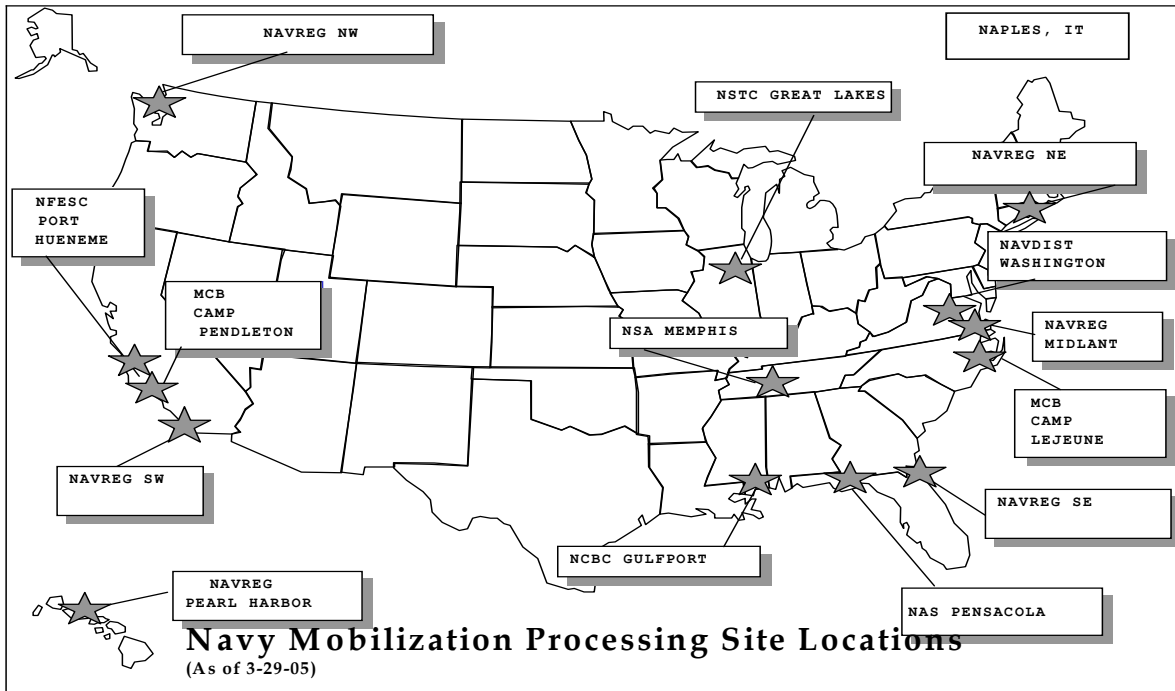 NAVREG NW
NAPLES, IT
NSTC GREAT LAKES
NAVREG NE
NFESC
PORT
HUENEME
NAVDIST
WASHINGTON
MCB
CAMP
PENDLETON
NSA MEMPHIS
NAVREG
MIDLANT
MCB
CAMP
LEJEUNE
NAVREG SW
NAVREG SE
NCBC GULFPORT
NAVREG
PEARL HARBOR
NAS PENSACOLA
Navy Mobilization Processing Site Locations
(As of 3-29-05)